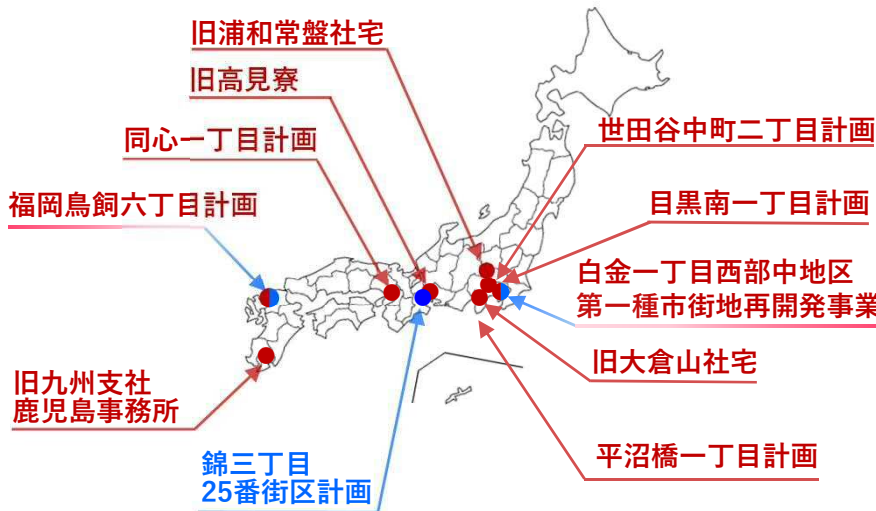 旧浦和常盤社宅
旧高見寮
同心一丁目計画
福岡鳥飼六丁目計画
世田谷中町二丁目計画
目黒南一丁目計画
白金一丁目西部中地区
第一種市街地再開発事業
旧大倉山社宅
平沼橋一丁目計画
旧九州支社
鹿児島事務所
錦三丁目
25番街区計画